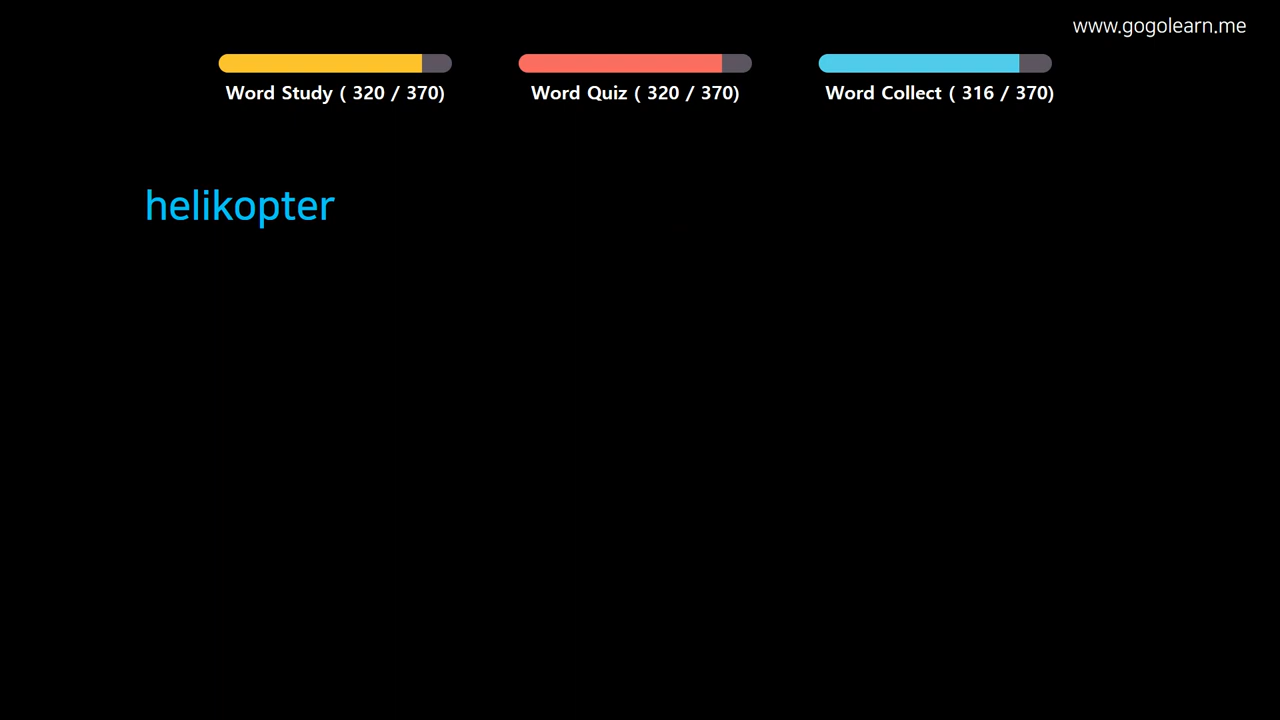 www.gogolearn.me
Word Study ( 320 / 370)
Word Quiz ( 320 / 370)
Word Collect ( 316 / 370)
helikopter